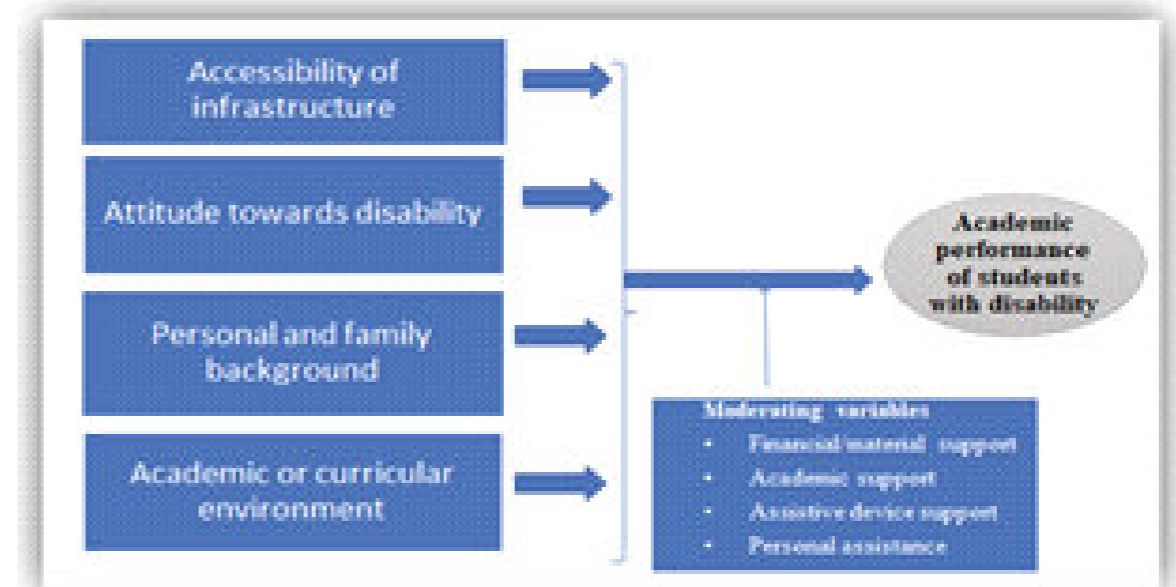 Accessibility of
infrastructure
Attitude towards disability
Personal and family
background
Academic or curricular
environment
Academic
performance
of students
with disability
Moderating variables
• Financial/material support
• Academic support
• Assistive device support
• Personal assistance